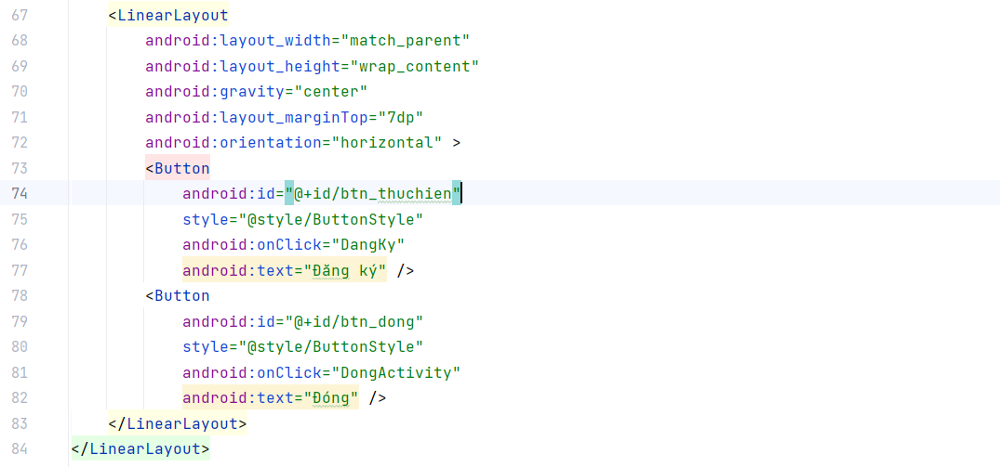 67 <LinearLayout
68 android:layout_width="match_parent"
69 android:layout_height="wrap_content"
70 android:gravity="center"
71 android:layout_marginTop="7dp"
72 android:orientation="horizontal" >
73 <Button
74 android:id="@+id/btn_thuchien"
75 style="@style/ButtonStyle"
76 android:onClick="DangKy"
77 android:text="Đăng ký" />
78 <Button
79 android:id="@+id/btn_dong"
80 style="@style/ButtonStyle"
81 android:onClick="DongActivity"
82 android:text="Đóng" />
83 </LinearLayout>
84 </LinearLayout>